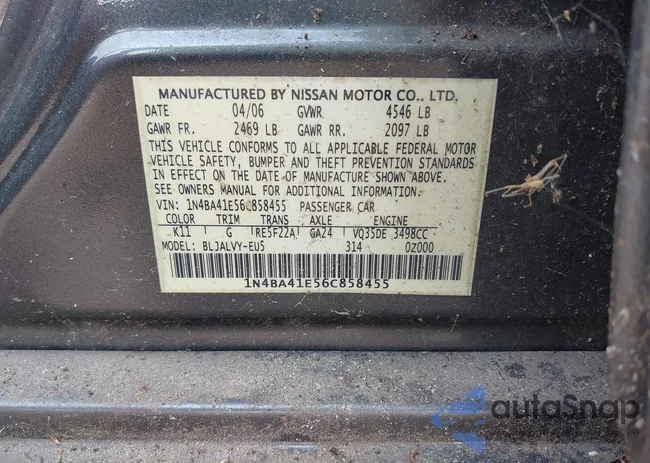 MANUFACTURED BY NISSAN MOTOR CO., LTD.
DATE 04/06 GVWR 4546 LB
GAWR FR. 2469 LB GAWR RR. 2097 LB
THIS VEHICLE CONFORMS TO ALL APPLICABLE FEDERAL MOTOR
VEHICLE SAFETY, BUMPER AND THEFT PREVENTION STANDARDS
IN EFFECT ON THE DATE OF MANUFACTURE SHOWN ABOVE.
SEE OWNERS MANUAL FOR ADDITIONAL INFORMATION.
VIN: 1N4BA41E56C858455 PASSENGER CAR
COLOR TRIM TRANS AXLE ENGINE
K11 G RE5F22A GA24 VQ35DE 3498CC
MODEL: BLJALVY-EU5 314 0Z000
1N4BA41E56C858455
autoSnap